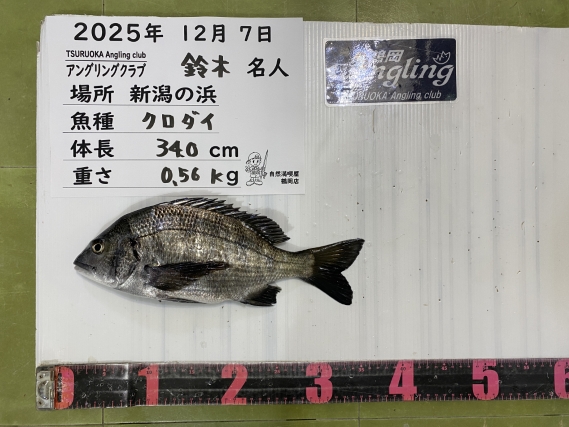 2025年 12月 7日
TSURUOKA Angling club
アングリングクラブ 鈴木 名人
場所 新潟の浜
魚種 クロダイ
体長 34.0 cm
重さ 0.56 kg
自然満喫屋
鶴岡店
鶴岡
Angling
TSURUOKA Angling club
0 1 2 3 4 5 6